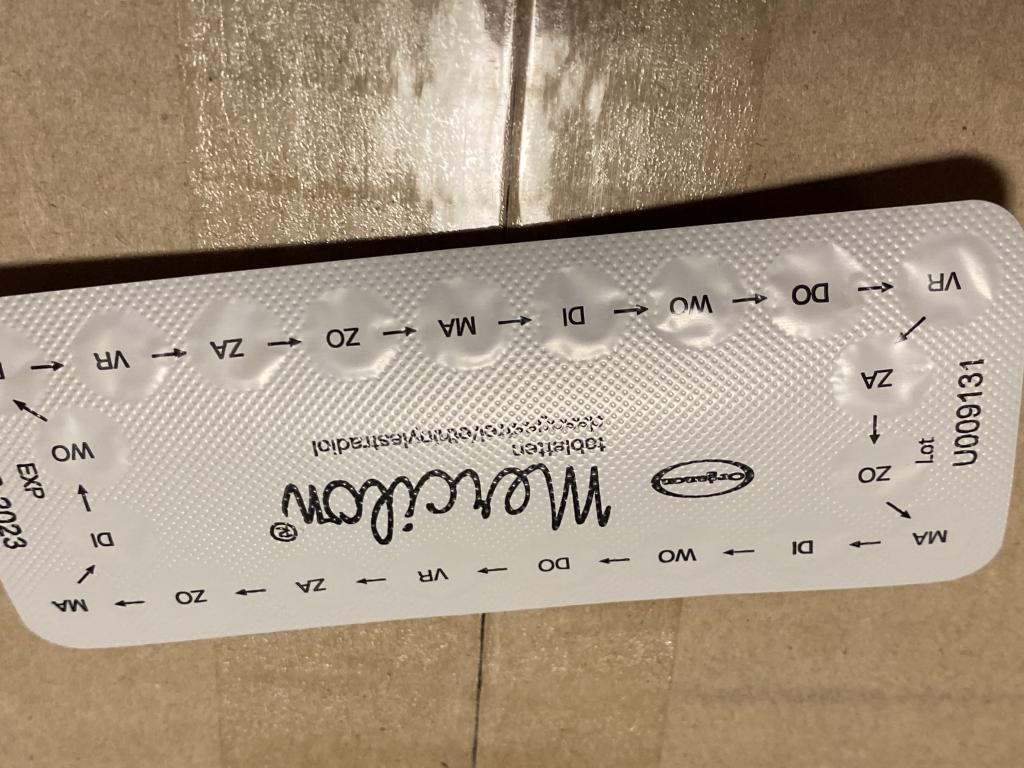 MA → DI → WO → DO → VR → ZA → ZO → MA
ZO
DI
Organon
Mercilon®
tabletten
desogestrel/ethinylestradiol
ZA
WO
VR ← DO ← WO ← DI ← MA ← ZO ← ZA ← VR ←
Lot
U009131
EXP
2023